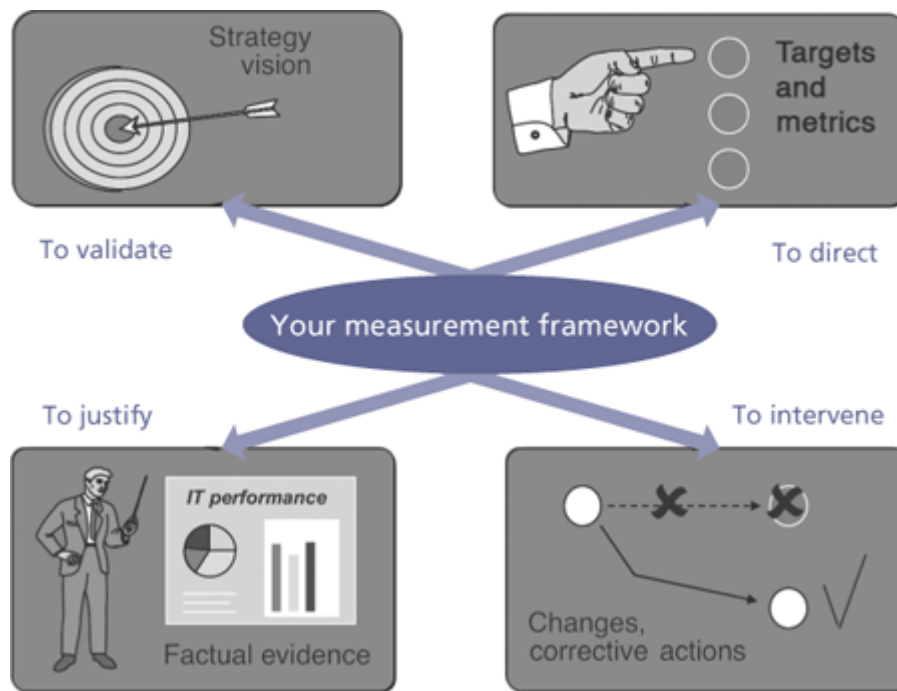 Strategy
vision
Targets
and
metrics
To validate
To direct
Your measurement framework
To justify
To intervene
IT performance
Factual evidence
Changes,
corrective actions